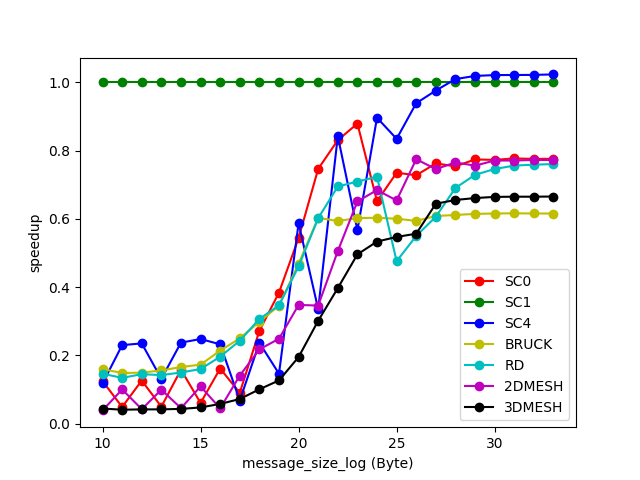 1.0
0.8
0.6
0.4
0.2
0.0
speedup
10
15
20
25
30
message_size_log (Byte)
SC0
SC1
SC4
BRUCK
RD
2DMESH
3DMESH